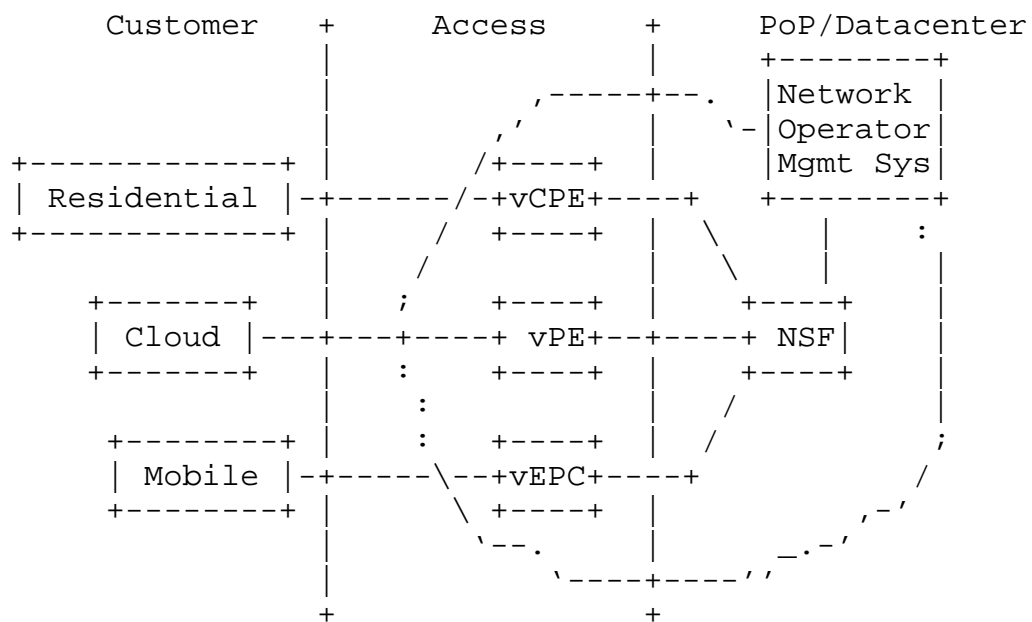 Customer Access PoP/Datacenter
Network
Operator
Mgmt Sys
Residential vCPE
Cloud vPE NSF
Mobile vEPC